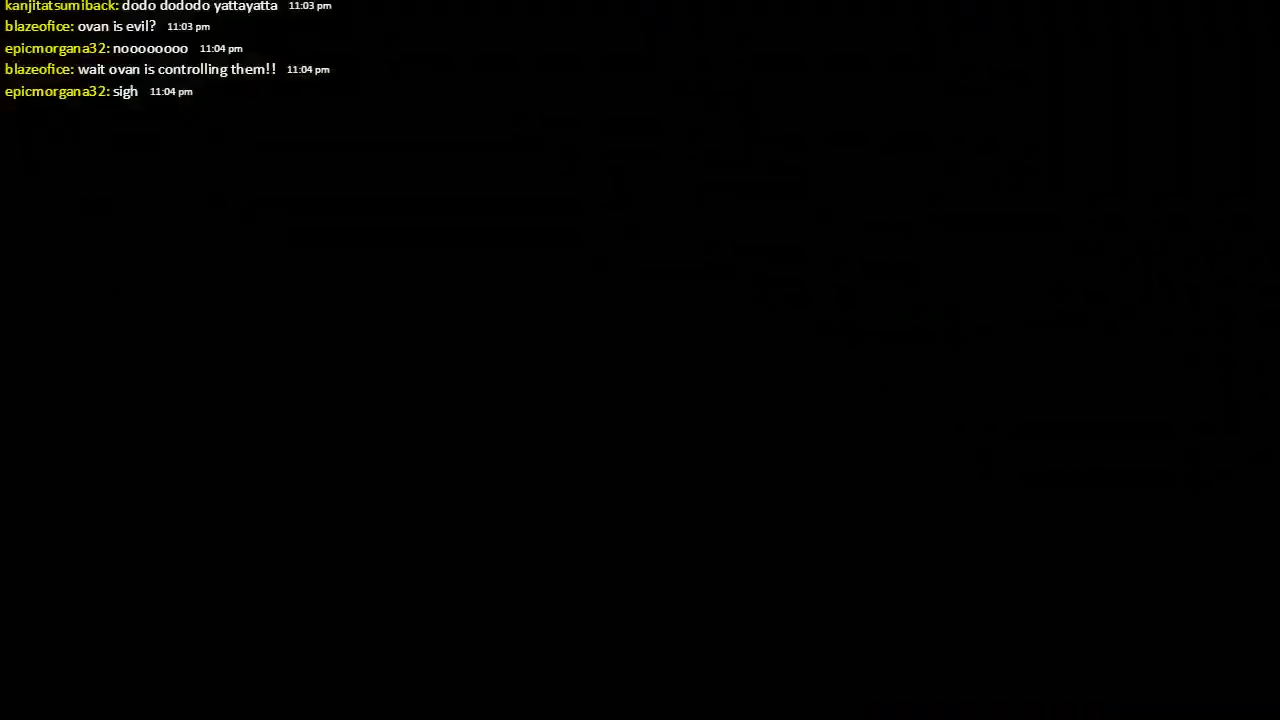 kanjitatsumiback: dodo dododo yattayatta 11:03 pm
blazeofice: ovan is evil? 11:03 pm
epicmorgana32: noooooooo 11:04 pm
blazeofice: wait ovan is controlling them!! 11:04 pm
epicmorgana32: sigh 11:04 pm